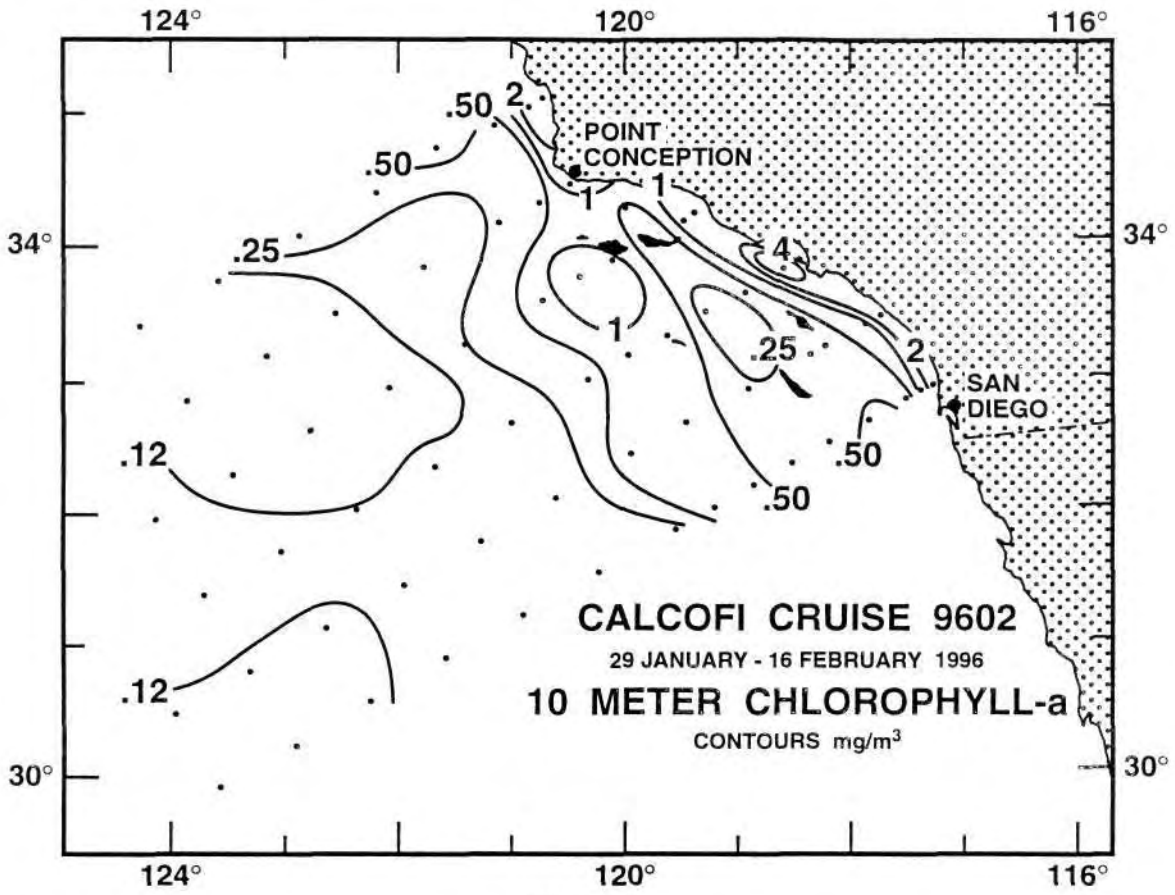 124° 120° 116°
.50 2
POINT
CONCEPTION
.50
1 1
34° .25 4 34°
1 .25 2
SAN
DIEGO
.12 .50
.50
CALCOFI CRUISE 9602
29 JANUARY - 16 FEBRUARY 1996
.12 10 METER CHLOROPHYLL-a
CONTOURS mg/m³
30° 30°
124° 120° 116°